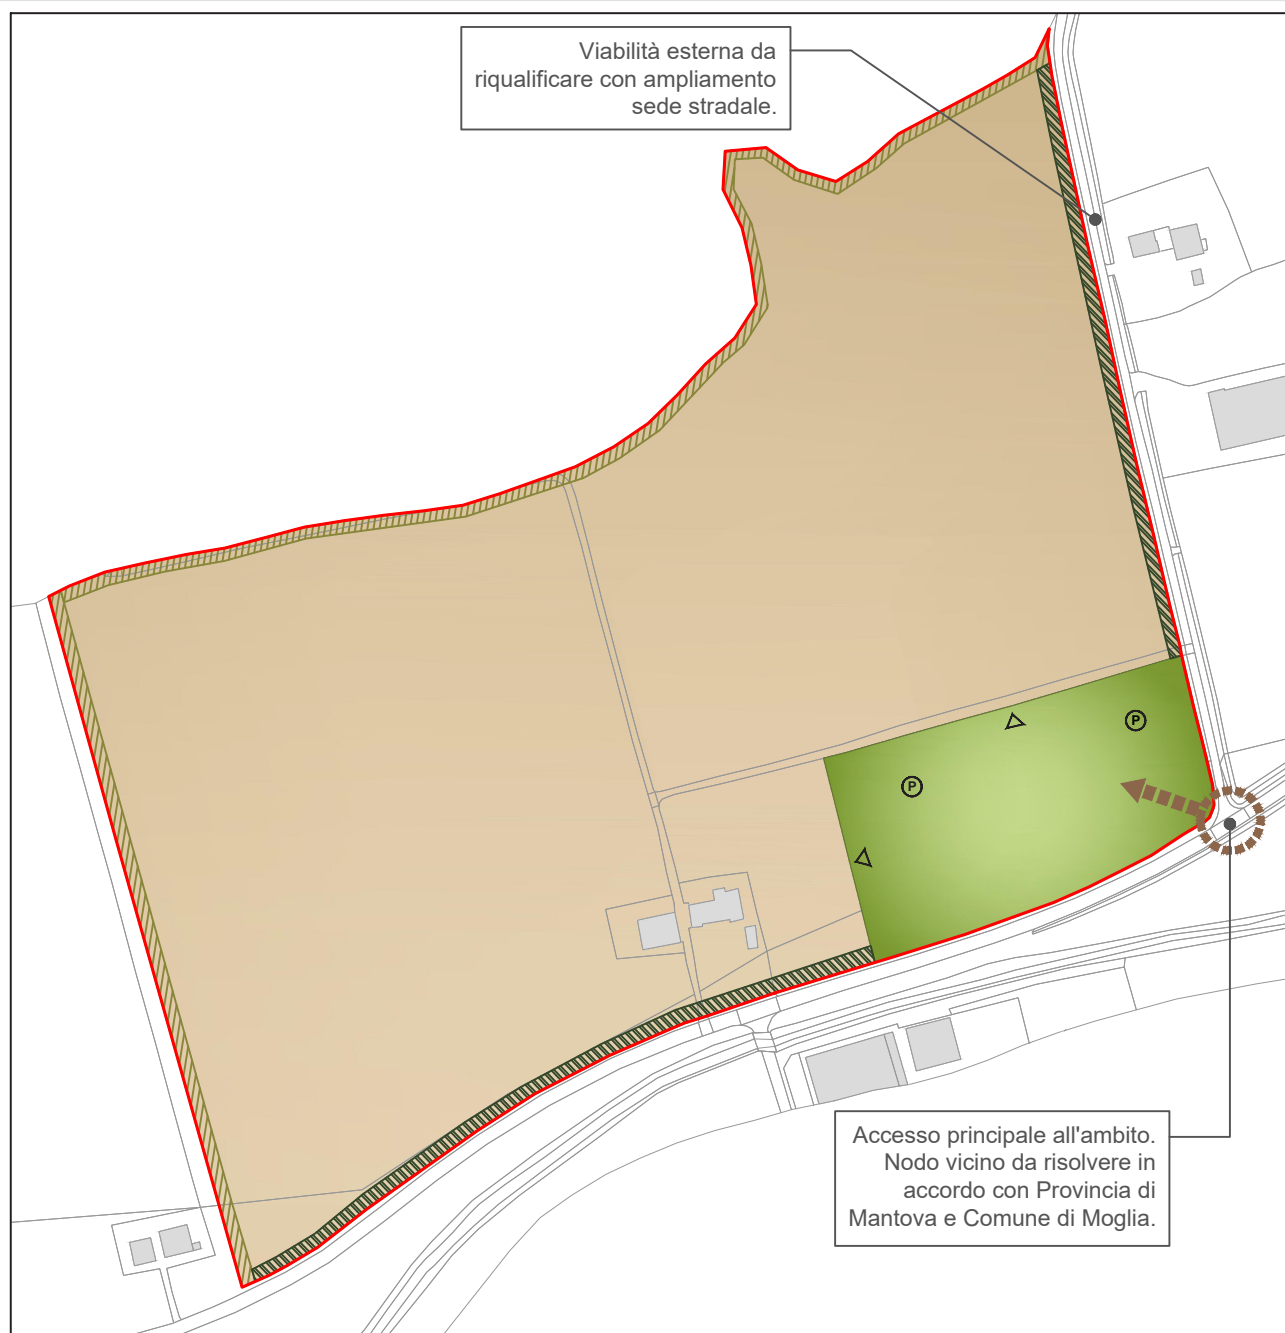 Viabilità esterna da
riqualificare con ampliamento
sede stradale.
P
P
Accesso principale all'ambito.
Nodo vicino da risolvere in
accordo con Provincia di
Mantova e Comune di Moglia.